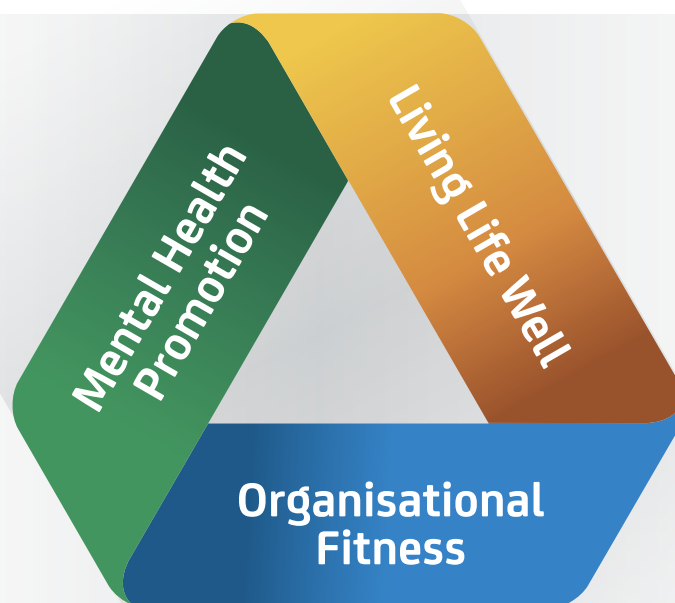 Mental Health
Promotion
Living Life Well
Organisational
Fitness